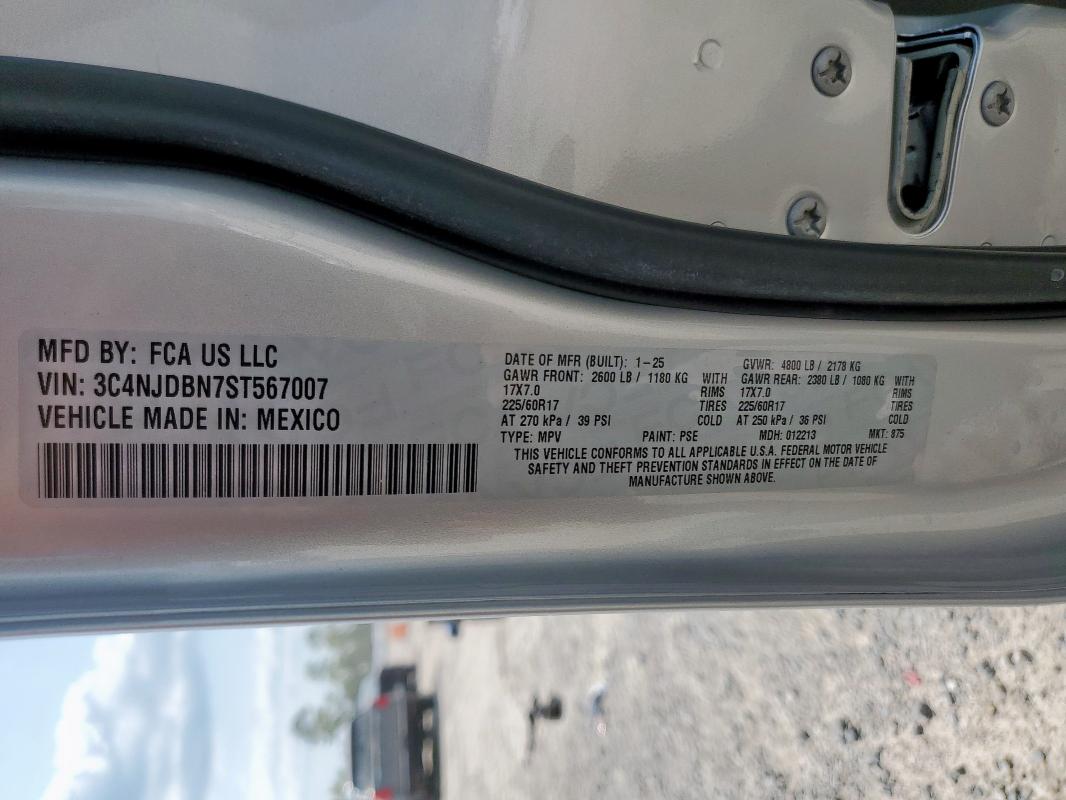 MFD BY: FCA US LLC
VIN: 3C4NJDBN7ST567007
VEHICLE MADE IN: MEXICO
DATE OF MFR (BUILT): 1-25 GVWR: 4800 LB / 2178 KG
GAWR FRONT: 2600 LB / 1180 KG WITH GAWR REAR: 2380 LB / 1080 KG WITH
17X7.0 RIMS 17X7.0 RIMS
225/60R17 TIRES 225/60R17 TIRES
AT 270 kPa / 39 PSI COLD AT 250 kPa / 36 PSI COLD
TYPE: MPV PAINT: PSE MDH: 012213 MKT: 875
THIS VEHICLE CONFORMS TO ALL APPLICABLE U.S.A. FEDERAL MOTOR VEHICLE
SAFETY AND THEFT PREVENTION STANDARDS IN EFFECT ON THE DATE OF
MANUFACTURE SHOWN ABOVE.